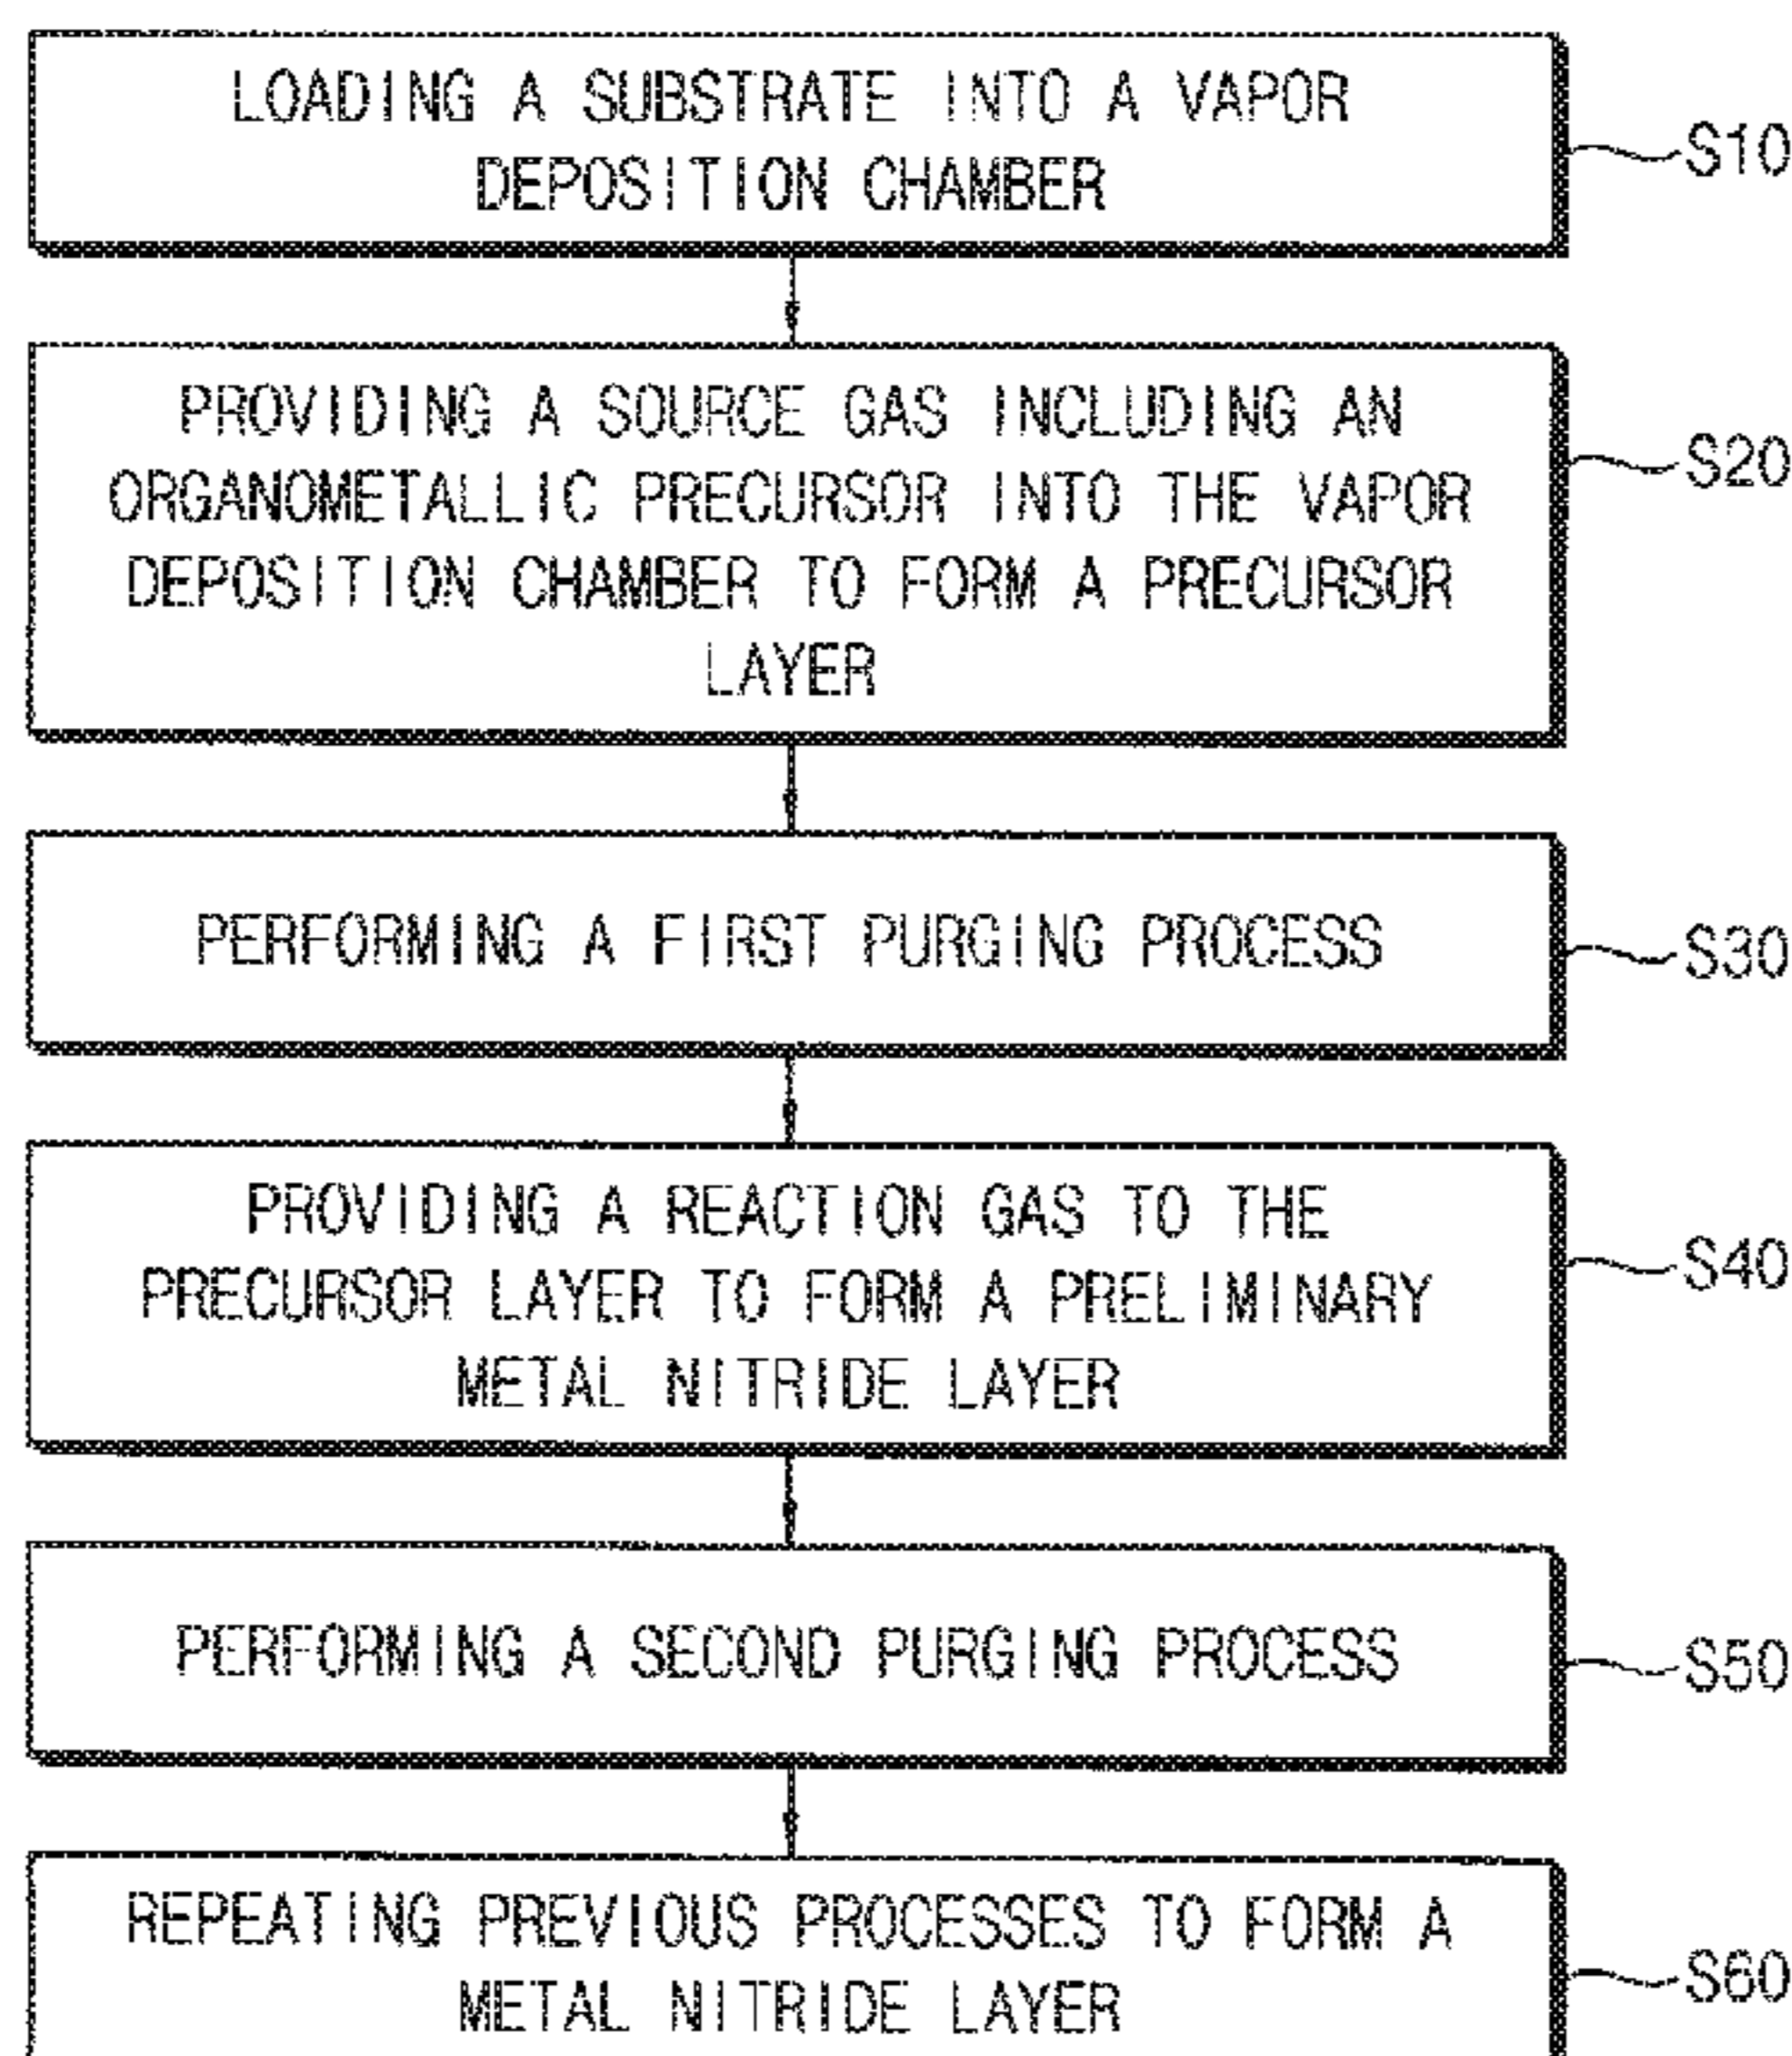 LOADING A SUBSTRATE INTO A VAPOR
DEPOSITION CHAMBER
S10
PROVIDING A SOURCE GAS INCLUDING AN
ORGANOMETALLIC PRECURSOR INTO THE VAPOR
DEPOSITION CHAMBER TO FORM A PRECURSOR
LAYER
S20
PERFORMING A FIRST PURGING PROCESS
S30
PROVIDING A REACTION GAS TO THE
PRECURSOR LAYER TO FORM A PRELIMINARY
METAL NITRIDE LAYER
S40
PERFORMING A SECOND PURGING PROCESS
S50
REPEATING PREVIOUS PROCESSES TO FORM A
METAL NITRIDE LAYER
S60